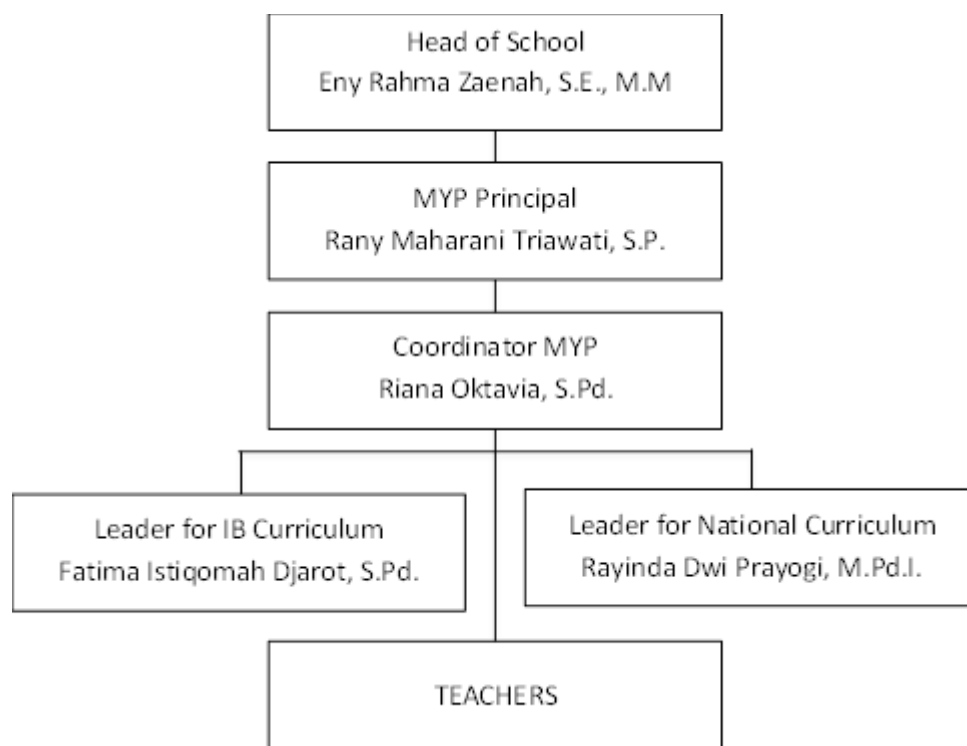 Head of School
Eny Rahma Zaenah, S.E., M.M
MYP Principal
Rany Maharani Triawati, S.P.
Coordinator MYP
Riana Oktavia, S.Pd.
Leader for IB Curriculum
Fatima Istiqomah Djarot, S.Pd.
Leader for National Curriculum
Rayinda Dwi Prayogi, M.Pd.I.
TEACHERS